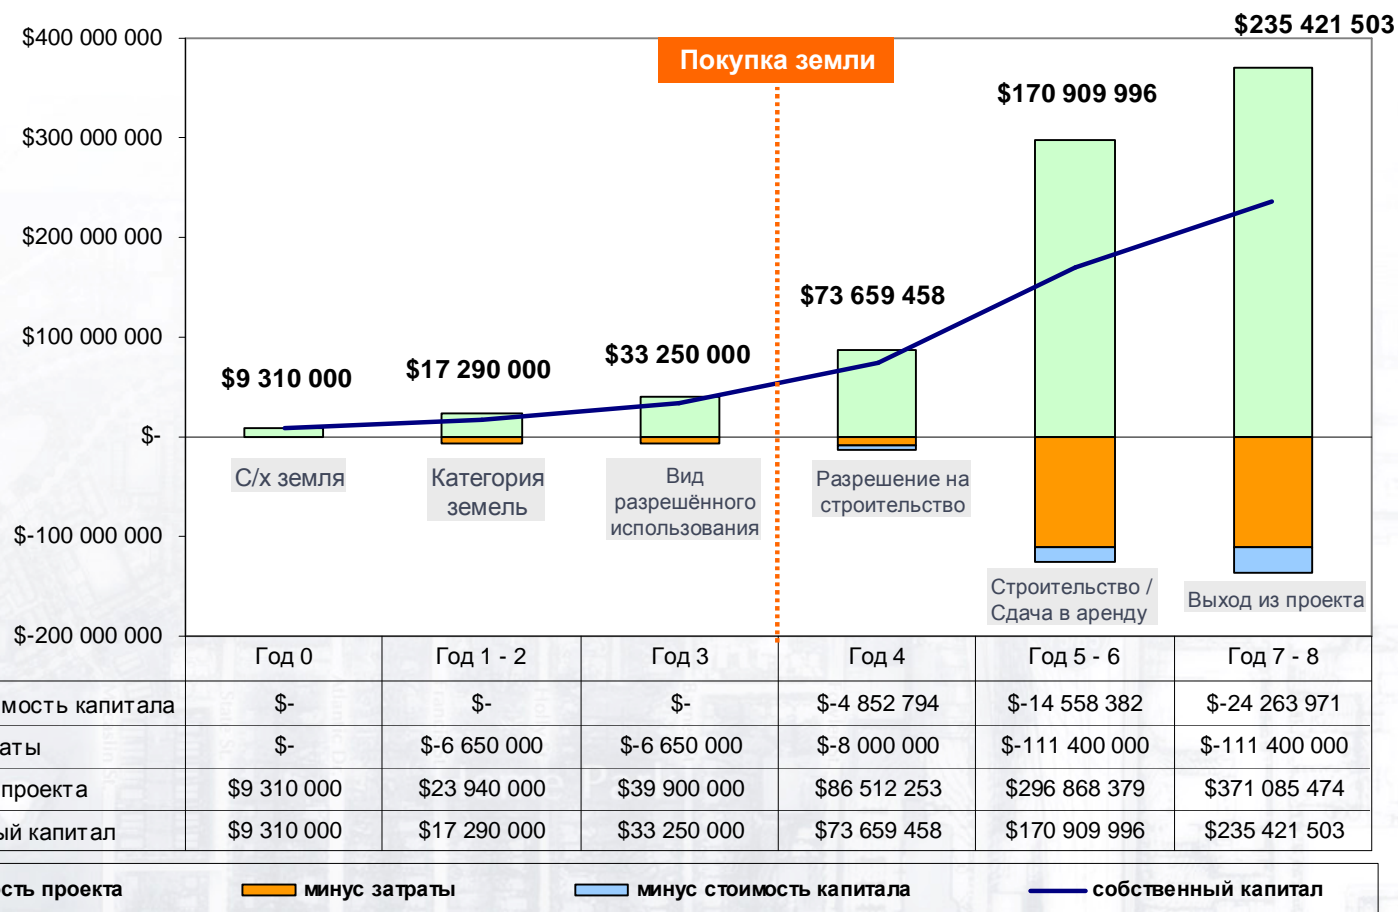 $235 421 503
$400 000 000
Покупка земли
$170 909 996
$300 000 000
$200 000 000
$73 659 458
$100 000 000
$33 250 000
$17 290 000
$9 310 000
$-
С/х земля
Категория
земель
Вид
разрешённого
использования
Разрешение на
строительство
$-100 000 000
Строительство /
Сдача в аренду
Выход из проекта
$-200 000 000
Год 0 Год 1 - 2 Год 3 Год 4 Год 5 - 6 Год 7 - 8
мость капитала $- $- $- $-4 852 794 $-14 558 382 $-24 263 971
аты $- $-6 650 000 $-6 650 000 $-8 000 000 $-111 400 000 $-111 400 000
проекта $9 310 000 $23 940 000 $39 900 000 $86 512 253 $296 868 379 $371 085 474
ый капитал $9 310 000 $17 290 000 $33 250 000 $73 659 458 $170 909 996 $235 421 503
ость проекта минус затраты минус стоимость капитала собственный капитал